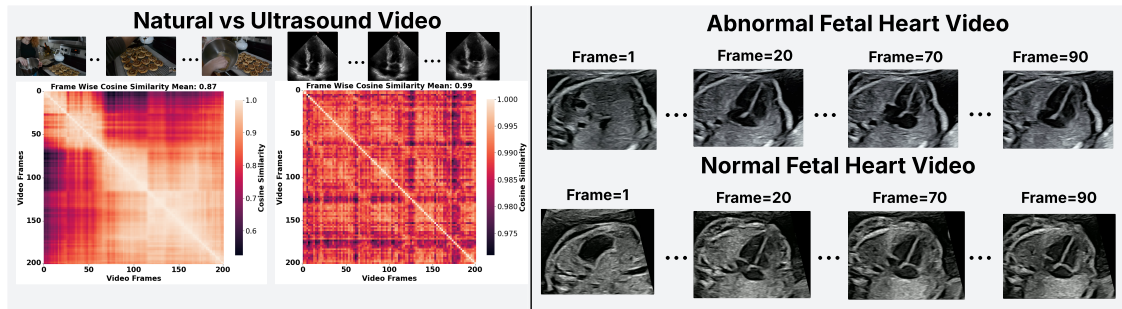 Natural vs Ultrasound Video
Frame Wise Cosine Similarity Mean: 0.87
0
50
100
150
200
0
50
100
150
200
Video Frames
Video Frames
1.0
0.9
0.8
0.7
0.6
Cosine Similarity
Frame Wise Cosine Similarity Mean: 0.99
0
50
100
150
200
0
50
100
150
200
Video Frames
Video Frames
1.000
0.995
0.990
0.985
0.980
0.975
Cosine Similarity
Abnormal Fetal Heart Video
Frame=1
Frame=20
Frame=70
Frame=90
Normal Fetal Heart Video
Frame=1
Frame=20
Frame=70
Frame=90